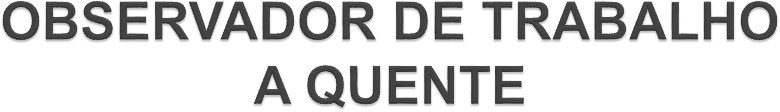 OBSERVADOR DE TRABALHO
A QUENTE